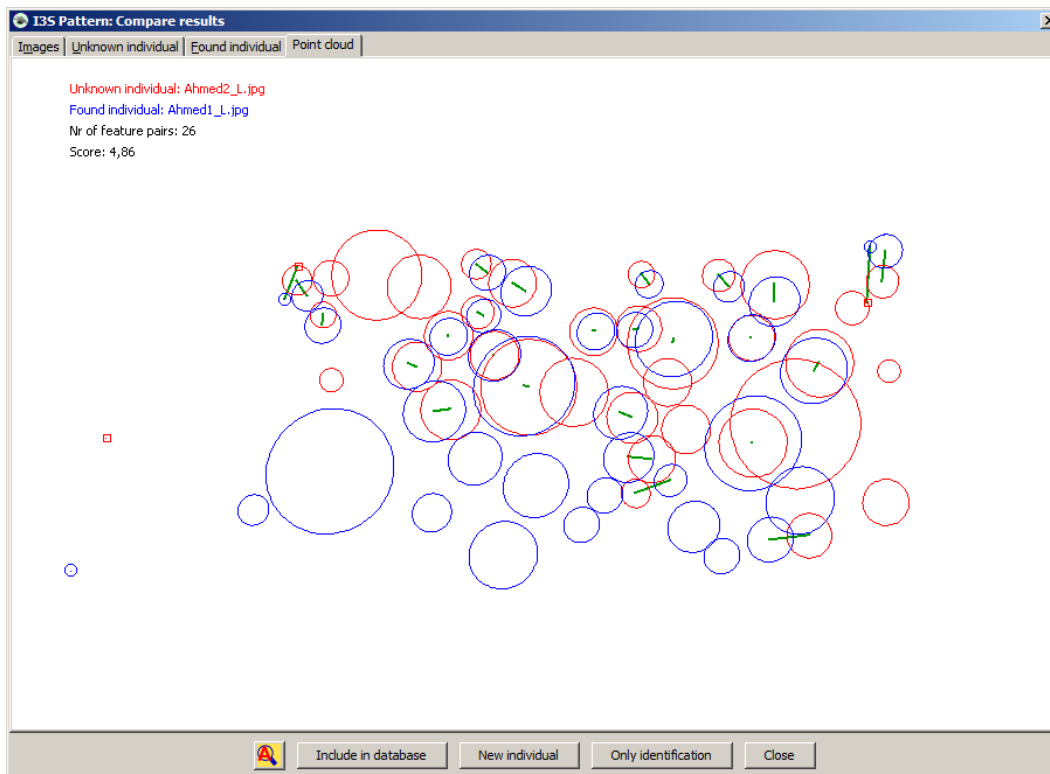 I3S Pattern: Compare results
Images Unknown individual Found individual Point cloud
Unknown individual: Ahmed2_L.jpg
Found individual: Ahmed1_L.jpg
Nr of feature pairs: 26
Score: 4,86
A Include in database New individual Only identification Close